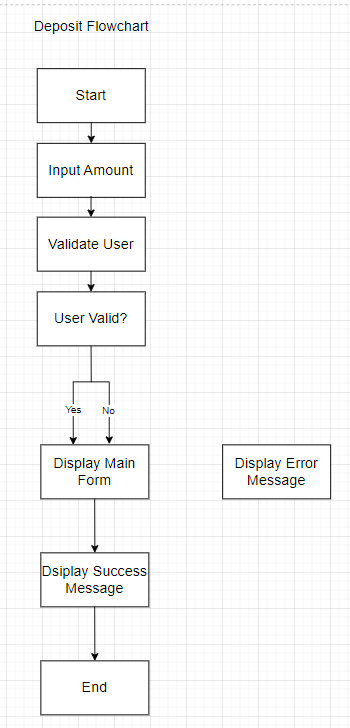 Deposit Flowchart
Start
Input Amount
Validate User
User Valid?
Yes
No
Display Main
Form
Display Error
Message
Dsiplay Success
Message
End